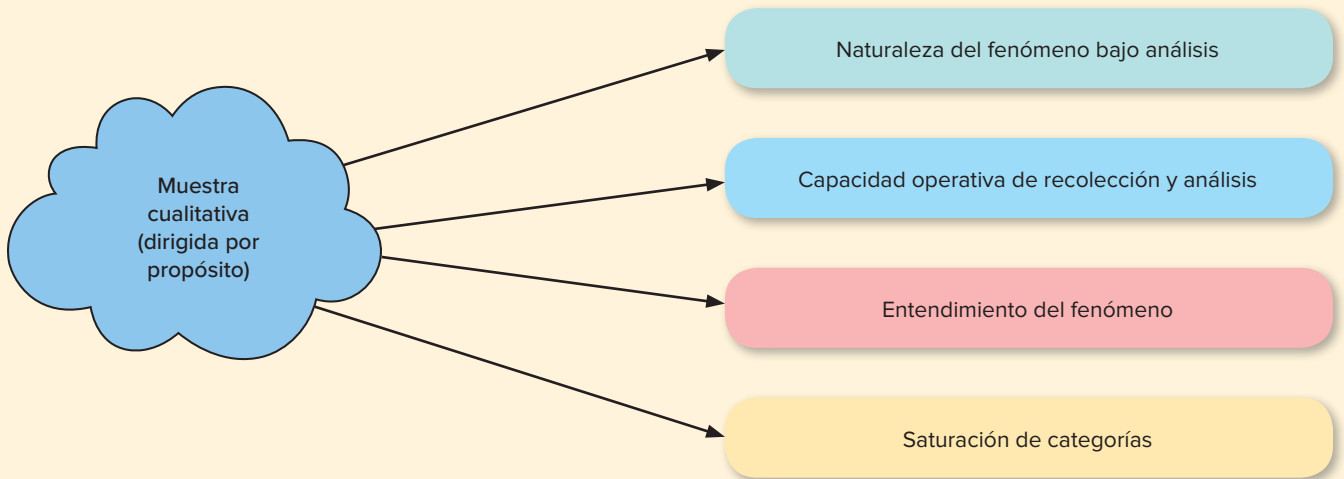 Naturaleza del fenómeno bajo análisis
Capacidad operativa de recolección y análisis
Muestra
cualitativa
(dirigida por
propósito)
Entendimiento del fenómeno
Saturación de categorías